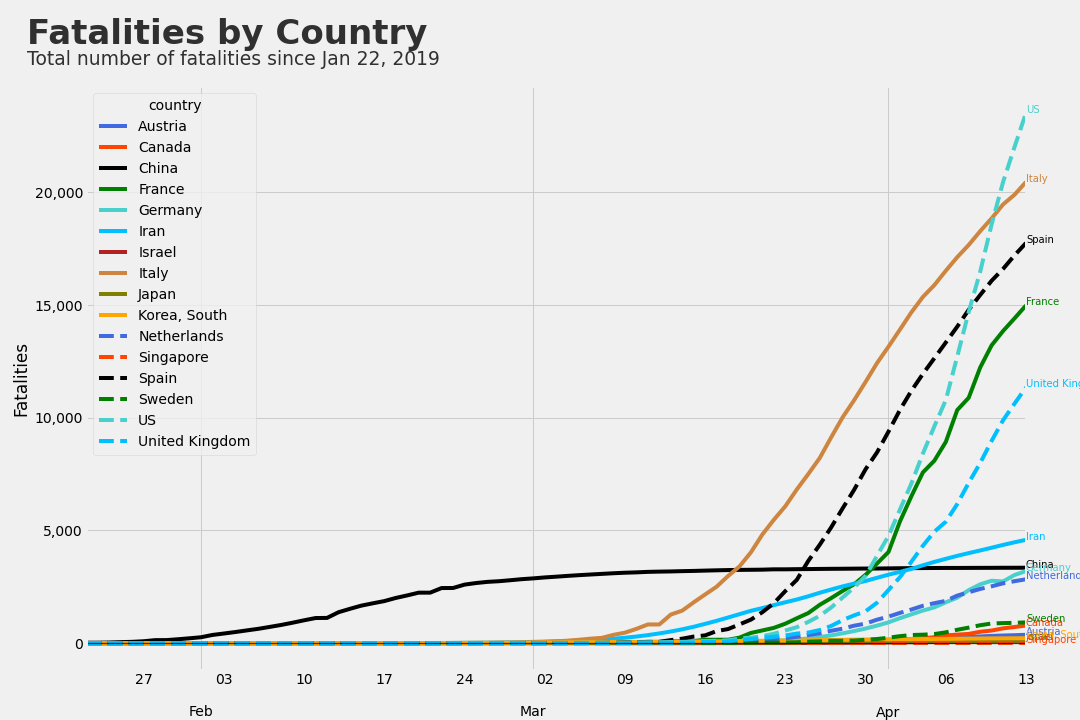 Fatalities by Country
Total number of fatalities since Jan 22, 2019
country
Austria
Canada
China
France
Germany
Iran
Israel
Italy
Japan
Korea, South
Netherlands
Singapore
Spain
Sweden
US
United Kingdom
Fatalities
20,000
15,000
10,000
5,000
0
US
Italy
Spain
France
United King
Iran
China
Germany
Netherland
Sweden
Canada
Austria
Singapore
27
03
10
17
24
02
09
16
23
30
06
13
Feb
Mar
Apr